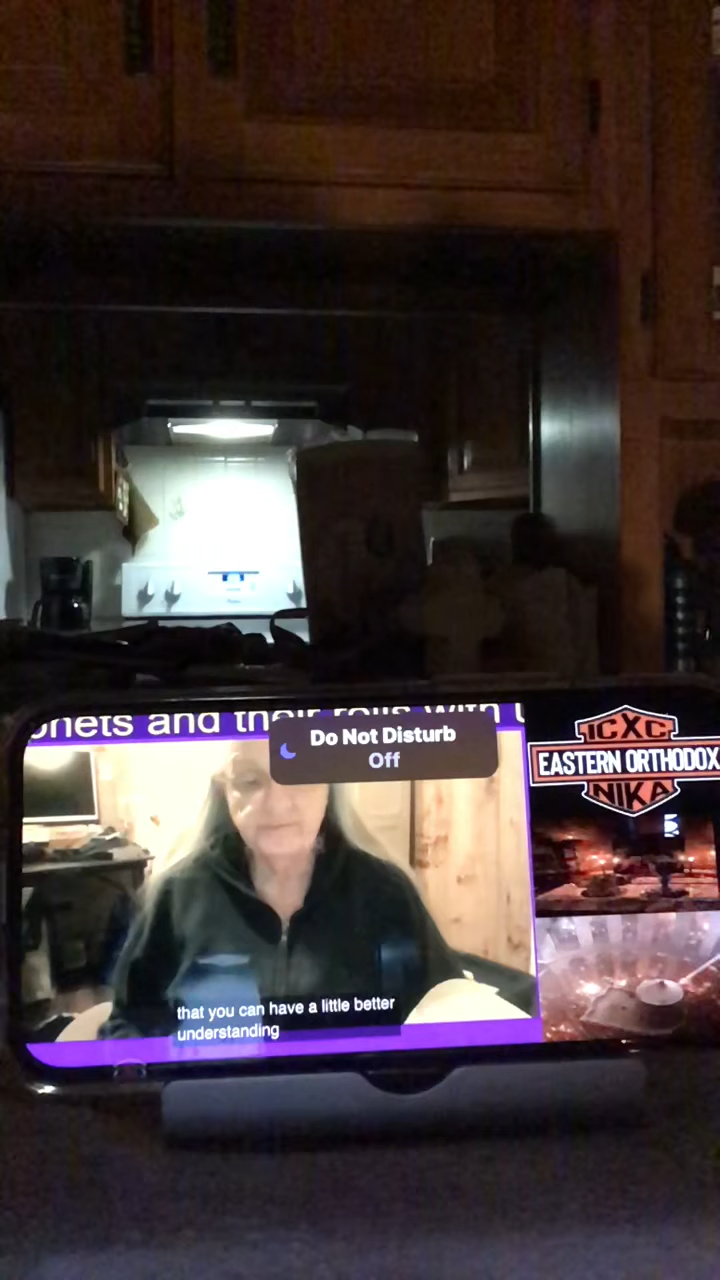 and their rolls with
Do Not Disturb
Off
ICXC
EASTERN ORTHODOX
NIKA
that you can have a little better
understanding